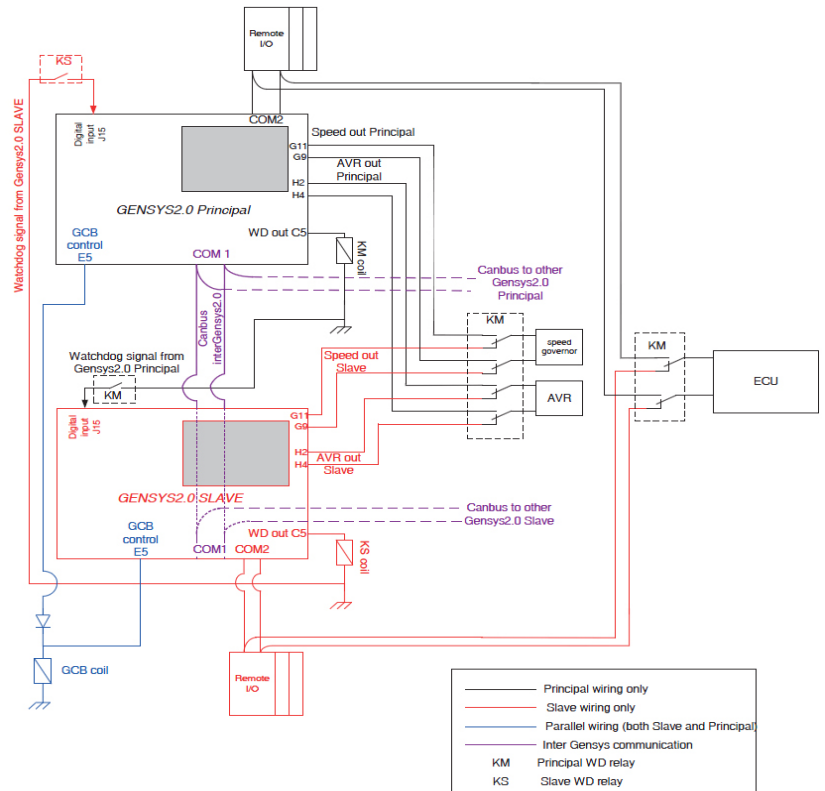 Remote
I/O
KS
Digital
input
J15
COM2
Speed out Principal
G11
G9
AVR out
Principal
H2
H4
GENSYS2.0 Principal
WD out C5
GCB
control
E5
COM 1
KM coil
Watchdog signal from Gensys2.0 SLAVE
Canbus
interGensys2.0
Canbus to other
Gensys2.0
Principal
KM
speed
governor
AVR
KM
ECU
Watchdog signal from
Gensys2.0 Principal
KM
Speed out
Slave
Digital
input
J15
G11
G9
H2
H4
AVR out
Slave
GENSYS2.0 SLAVE
Canbus to other
Gensys2.0 Slave
GCB
control
E5
WD out C5
COM1
COM2
KS coil
GCB coil
Remote
I/O
Principal wiring only
Slave wiring only
Parallel wiring (both Slave and Principal)
Inter Gensys communication
KM Principal WD relay
KS Slave WD relay